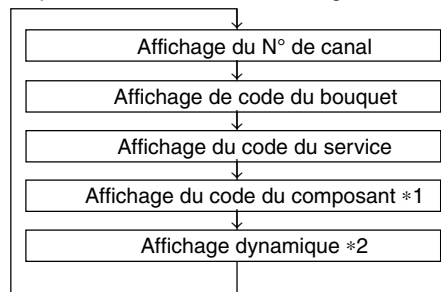 Affichage du N° de canal
Affichage de code du bouquet
Affichage du code du service
Affichage du code du composant *1
Affichage dynamique *2